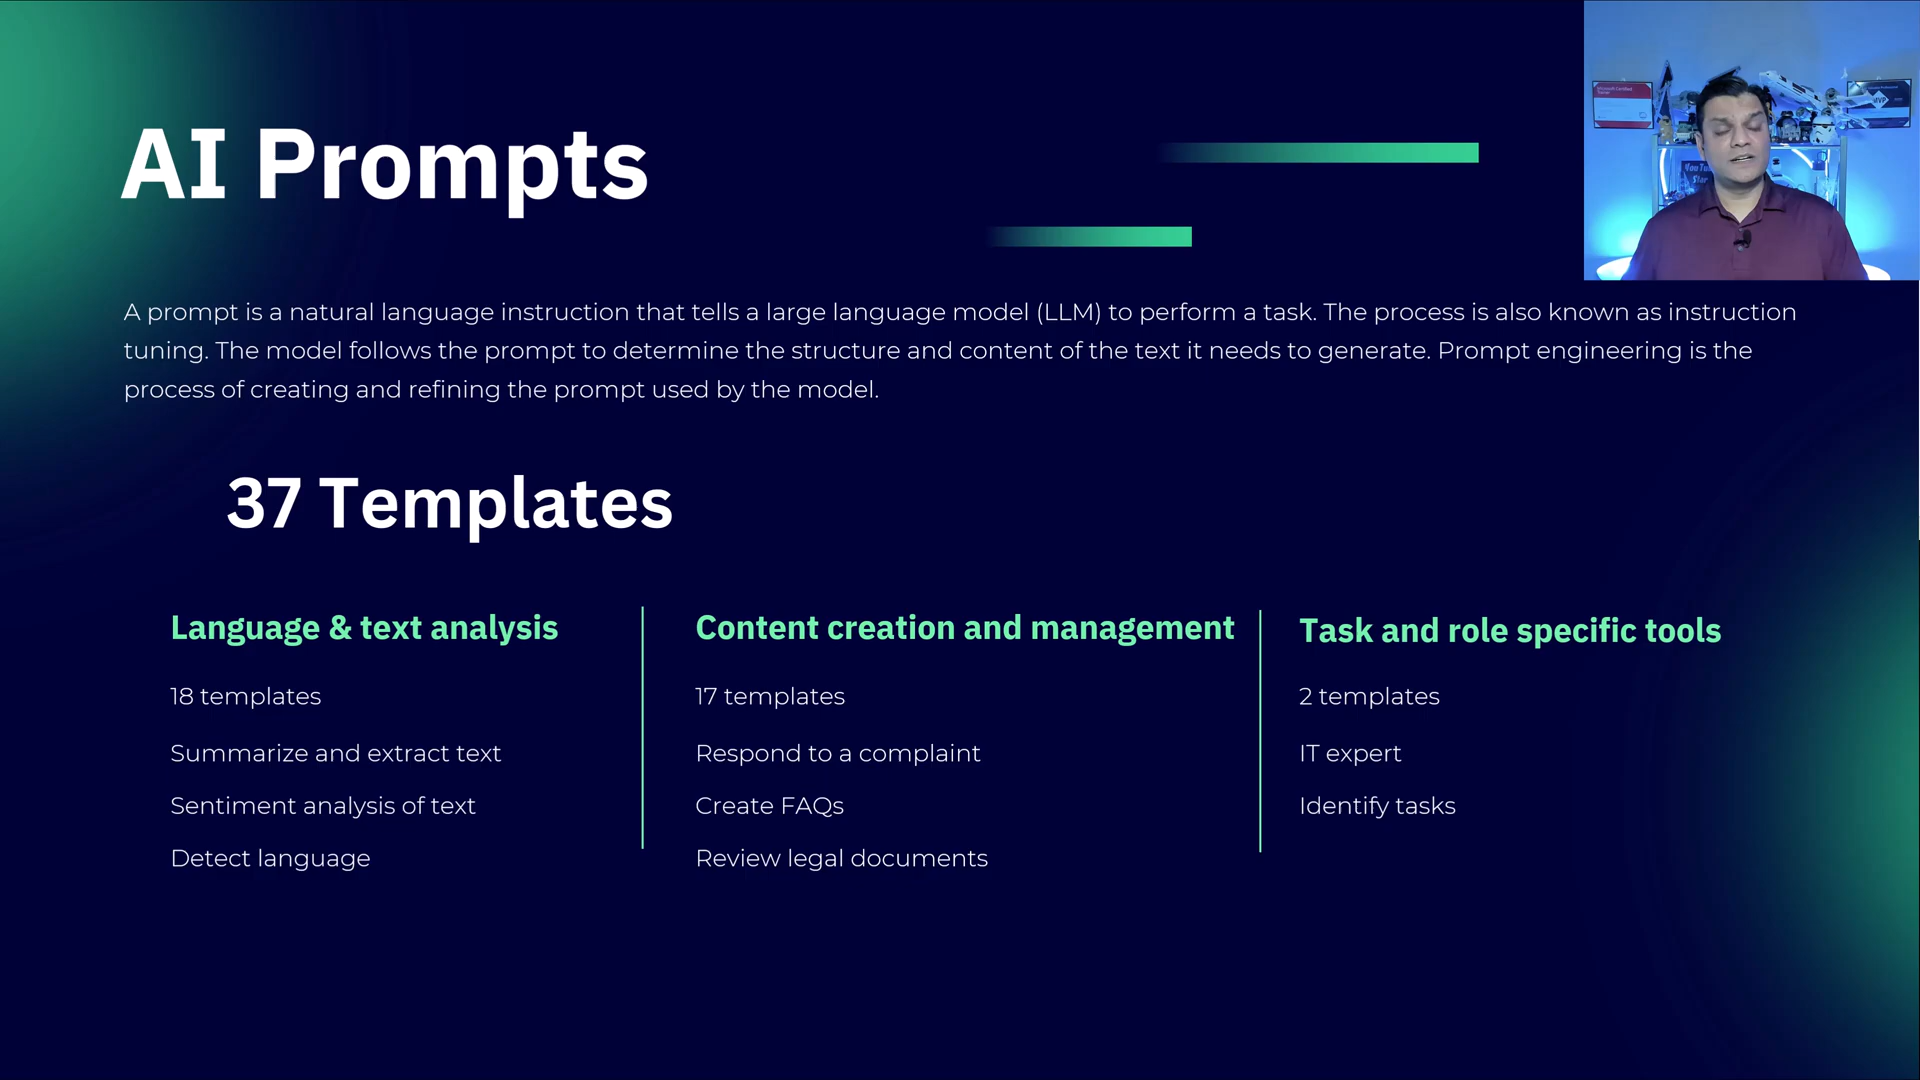 AI Prompts
A prompt is a natural language instruction that tells a large language model (LLM) to perform a task. The process is also known as instruction
tuning. The model follows the prompt to determine the structure and content of the text it needs to generate. Prompt engineering is the
process of creating and refining the prompt used by the model.
37 Templates
Language & text analysis
18 templates
Summarize and extract text
Sentiment analysis of text
Detect language
Content creation and management
17 templates
Respond to a complaint
Create FAQs
Review legal documents
Task and role specific tools
2 templates
IT expert
Identify tasks
Microsoft Certified
Trainer
MVP